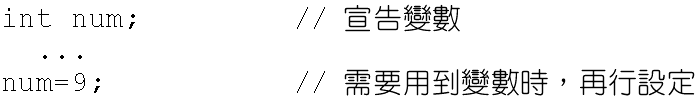 int num; // 宣告變數
...
num=9; // 需要用到變數時，再行設定